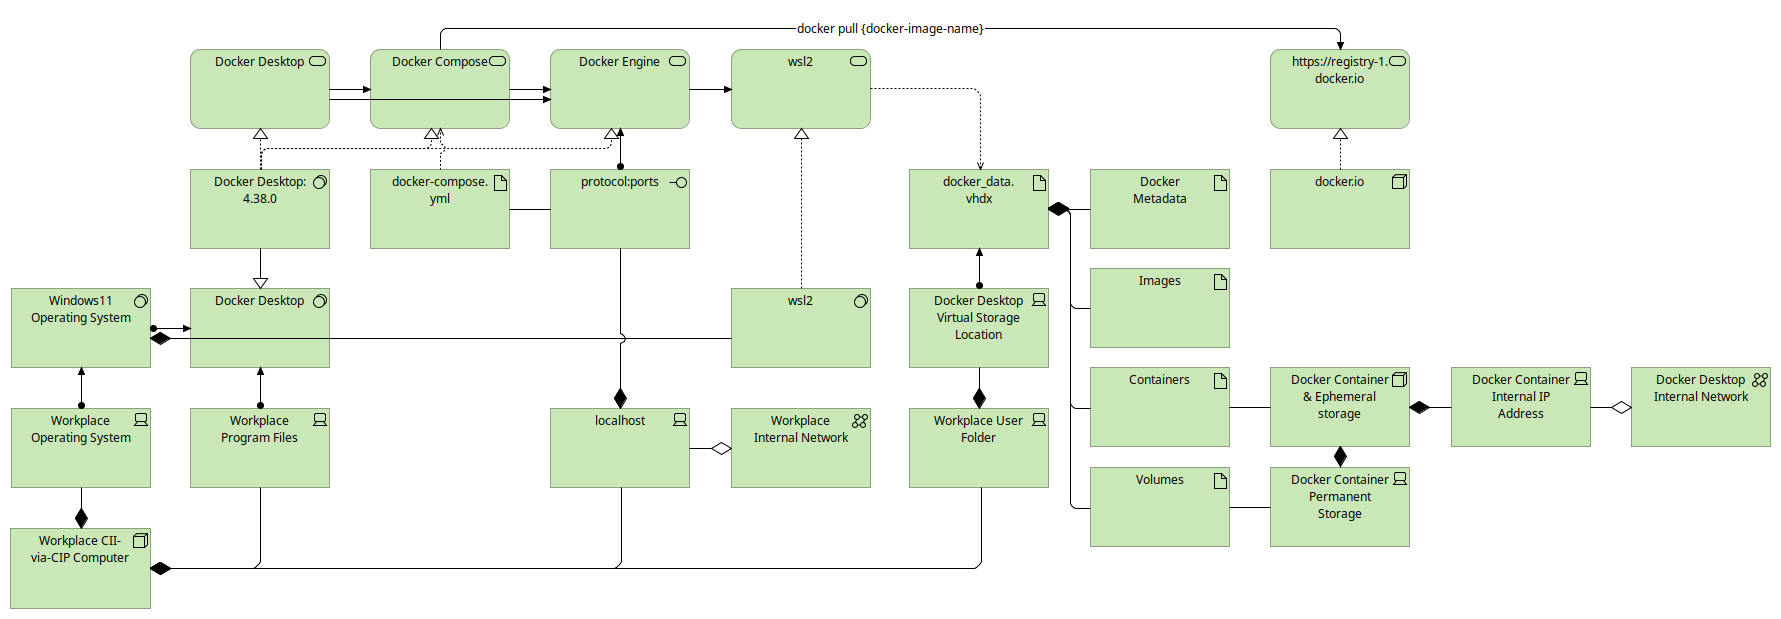 docker pull {docker-image-name}
Docker Desktop
Docker Compose
Docker Engine
wsl2
https://registry-1.
docker.io
Docker Desktop:
4.38.0
docker-compose.
yml
protocol:ports
docker_data.
vhdx
Docker
Metadata
docker.io
Windows11
Operating System
Docker Desktop
wsl2
Docker Desktop
Virtual Storage
Location
Images
Workplace
Operating System
Workplace
Program Files
localhost
Workplace
Internal Network
Workplace User
Folder
Containers
Docker Container
& Ephemeral
storage
Docker Container
Internal IP
Address
Docker Desktop
Internal Network
Volumes
Docker Container
Permanent
Storage
Workplace CII-
via-CIP Computer